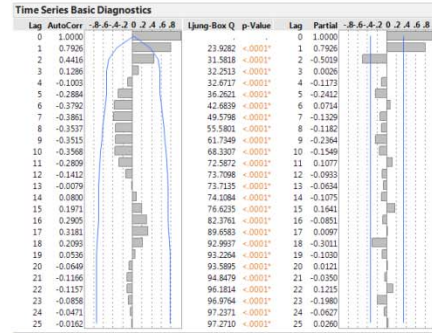 Time Series Basic Diagnostics
Lag AutoCorr -.8-.6-.4-.2 0 .2 .4 .6 .8 Ljung-Box Q p-Value Lag Partial -.8-.6-.4-.2 0 .2 .4 .6 .8
0 1.0000 . . 0 1.0000
1 0.7926 23.9282 <.0001* 1 0.7926
2 0.4416 31.5818 <.0001* 2 -0.5019
3 0.1286 32.2513 <.0001* 3 0.0026
4 -0.1003 32.6717 <.0001* 4 -0.1173
5 -0.2884 36.2621 <.0001* 5 -0.2412
6 -0.3792 42.6839 <.0001* 6 0.0714
7 -0.3861 49.5798 <.0001* 7 -0.1329
8 -0.3537 55.5801 <.0001* 8 -0.1182
9 -0.3515 61.7349 <.0001* 9 -0.2364
10 -0.3568 68.3307 <.0001* 10 -0.1549
11 -0.2809 72.5872 <.0001* 11 0.1077
12 -0.1412 73.7098 <.0001* 12 -0.0933
13 -0.0079 73.7135 <.0001* 13 -0.0634
14 0.0800 74.1084 <.0001* 14 -0.1075
15 0.1971 76.6235 <.0001* 15 0.1641
16 0.2905 82.3761 <.0001* 16 -0.0851
17 0.3181 89.6583 <.0001* 17 0.0097
18 0.2093 92.9937 <.0001* 18 -0.3011
19 0.0536 93.2264 <.0001* 19 -0.1030
20 -0.0649 93.5895 <.0001* 20 0.0121
21 -0.1166 94.8479 <.0001* 21 -0.0350
22 -0.1157 96.1814 <.0001* 22 0.1215
23 -0.0858 96.9764 <.0001* 23 -0.1980
24 -0.0471 97.2371 <.0001* 24 -0.0627
25 -0.0162 97.2710 <.0001* 25 0.0260